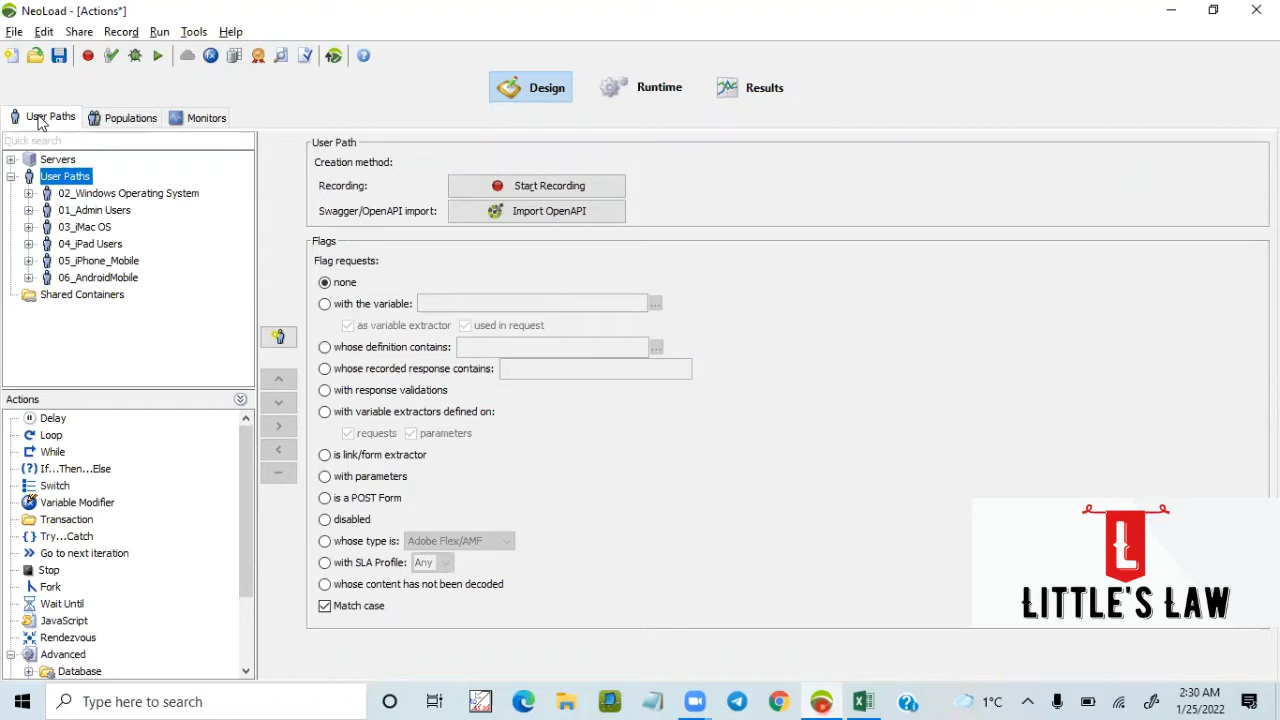 NeoLoad - [Actions*]
File Edit Share Record Run Tools Help
Design Runtime Results
User Paths Populations Monitors
Quick search
Servers
User Paths
02_Windows Operating System
01_Admin Users
03_iMac OS
04_iPad Users
05_iPhone_Mobile
06_AndroidMobile
Shared Containers
Actions
Delay
Loop
While
If...Then...Else
Switch
Variable Modifier
Transaction
Try...Catch
Go to next iteration
Stop
Fork
Wait Until
JavaScript
Rendezvous
Advanced
Database
User Path
Creation method:
Recording: Start Recording
Swagger/OpenAPI import: Import OpenAPI
Flags
Flag requests:
none
with the variable: ...
as variable extractor used in request
whose definition contains: ...
whose recorded response contains:
with response validations
with variable extractors defined on:
requests parameters
is link/form extractor
with parameters
is a POST Form
disabled
whose type is: Adobe Flex/AMF
with SLA Profile: Any
whose content has not been decoded
Match case
L
LITTLE'S LAW
Type here to search
1°C
2:30 AM
1/25/2022